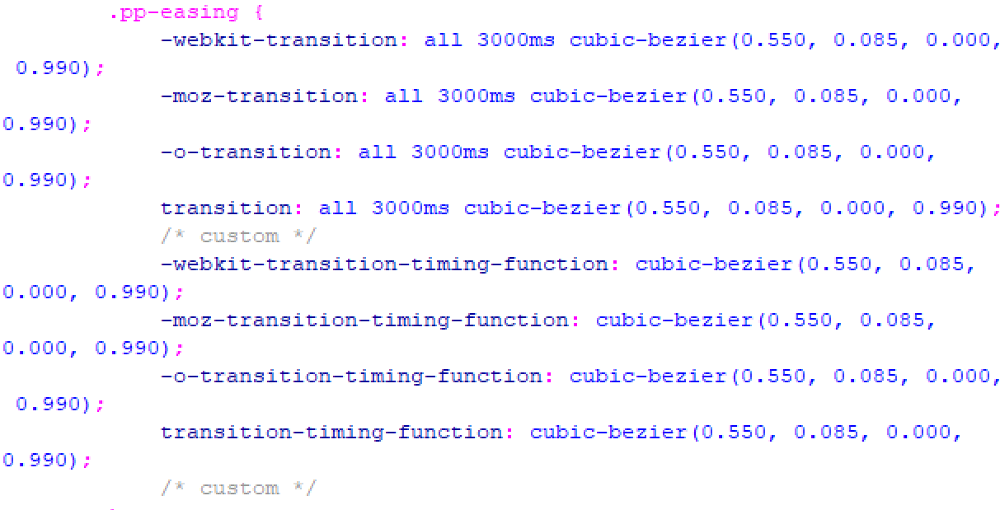 .pp-easing {
-webkit-transition: all 3000ms cubic-bezier(0.550, 0.085, 0.000,
0.990);
-moz-transition: all 3000ms cubic-bezier(0.550, 0.085, 0.000,
0.990);
-o-transition: all 3000ms cubic-bezier(0.550, 0.085, 0.000,
0.990);
transition: all 3000ms cubic-bezier(0.550, 0.085, 0.000, 0.990);
/* custom */
-webkit-transition-timing-function: cubic-bezier(0.550, 0.085,
0.000, 0.990);
-moz-transition-timing-function: cubic-bezier(0.550, 0.085,
0.000, 0.990);
-o-transition-timing-function: cubic-bezier(0.550, 0.085, 0.000,
0.990);
transition-timing-function: cubic-bezier(0.550, 0.085, 0.000,
0.990);
/* custom */